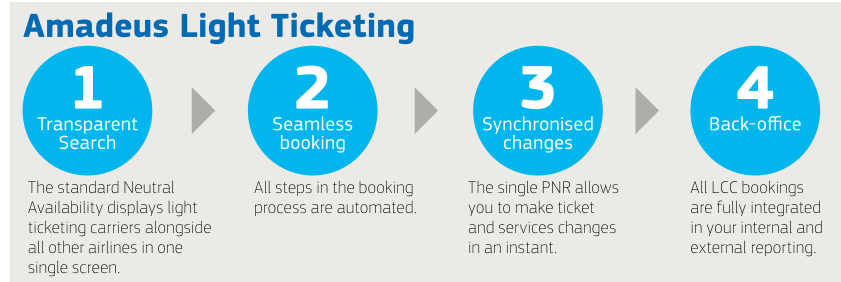 Amadeus Light Ticketing
1
Transparent
Search
The standard Neutral
Availability displays light
ticketing carriers alongside
all other airlines in one
single screen.
2
Seamless
booking
All steps in the booking
process are automated.
3
Synchronised
changes
The single PNR allows
you to make ticket
and services changes
in an instant.
4
Back-office
All LCC bookings
are fully integrated
in your internal and
external reporting.